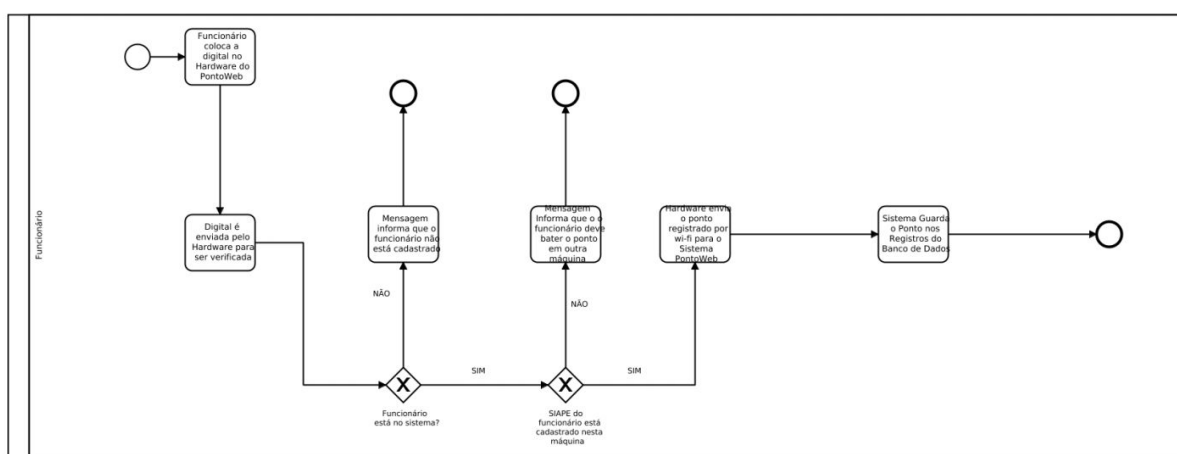 Funcionário
coloca a
digital no
Hardware do
PontoWeb
Funcionário
Digital é
enviada pelo
Hardware para
ser verificada
Mensagem
informa que o
funcionário não
está cadastrado
Mensagem
Informa que o o
funcionário deve
bater o ponto
em outra
máquina
Hardware envia
o ponto
registrado por
wi-fi para o
Sistema
PontoWeb
Sistema Guarda
o Ponto nos
Registros do
Banco de Dados
NÃO
NÃO
SIM
SIM
Funcionário
está no sistema?
SIAPE do
funcionário está
cadastrado nesta
máquina